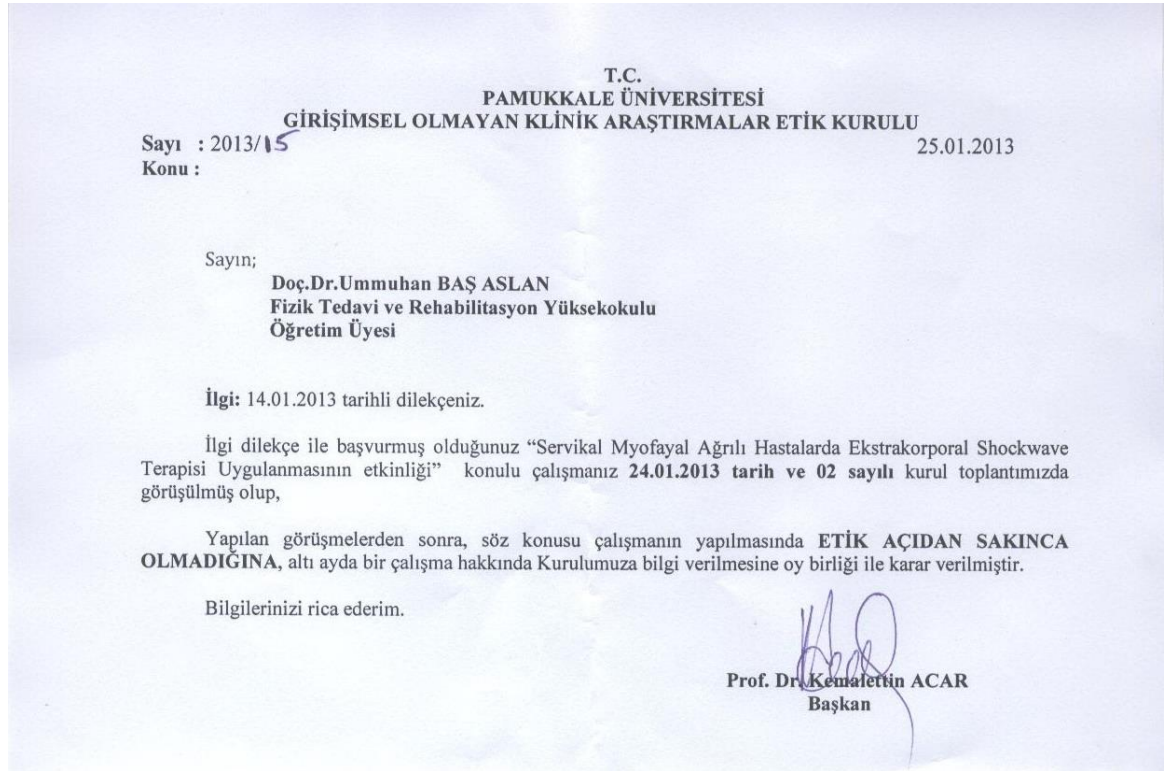 T.C.
PAMUKKALE ÜNİVERSİTESİ
GİRİŞİMSEL OLMAYAN KLİNİK ARAŞTIRMALAR ETİK KURULU
Sayı : 2013/15 25.01.2013
Konu :
Sayın;
Doç.Dr.Ummuhan BAŞ ASLAN
Fizik Tedavi ve Rehabilitasyon Yüksekokulu
Öğretim Üyesi
İlgi: 14.01.2013 tarihli dilekçeniz.
İlgi dilekçe ile başvurmuş olduğunuz “Servikal Myofayal Ağrılı Hastalarda Ekstrakorporal Shockwave
Terapisi Uygulanmasının etkinliği” konulu çalışmanız 24.01.2013 tarih ve 02 sayılı kurul toplantımızda
görüşülmüş olup,
Yapılan görüşmelerden sonra, söz konusu çalışmanın yapılmasında ETİK AÇIDAN SAKINCA
OLMADIĞINA, altı ayda bir çalışma hakkında Kurulumuza bilgi verilmesine oy birliği ile karar verilmiştir.
Bilgilerinizi rica ederim.
Prof. Dr. Kemalettin ACAR
Başkan